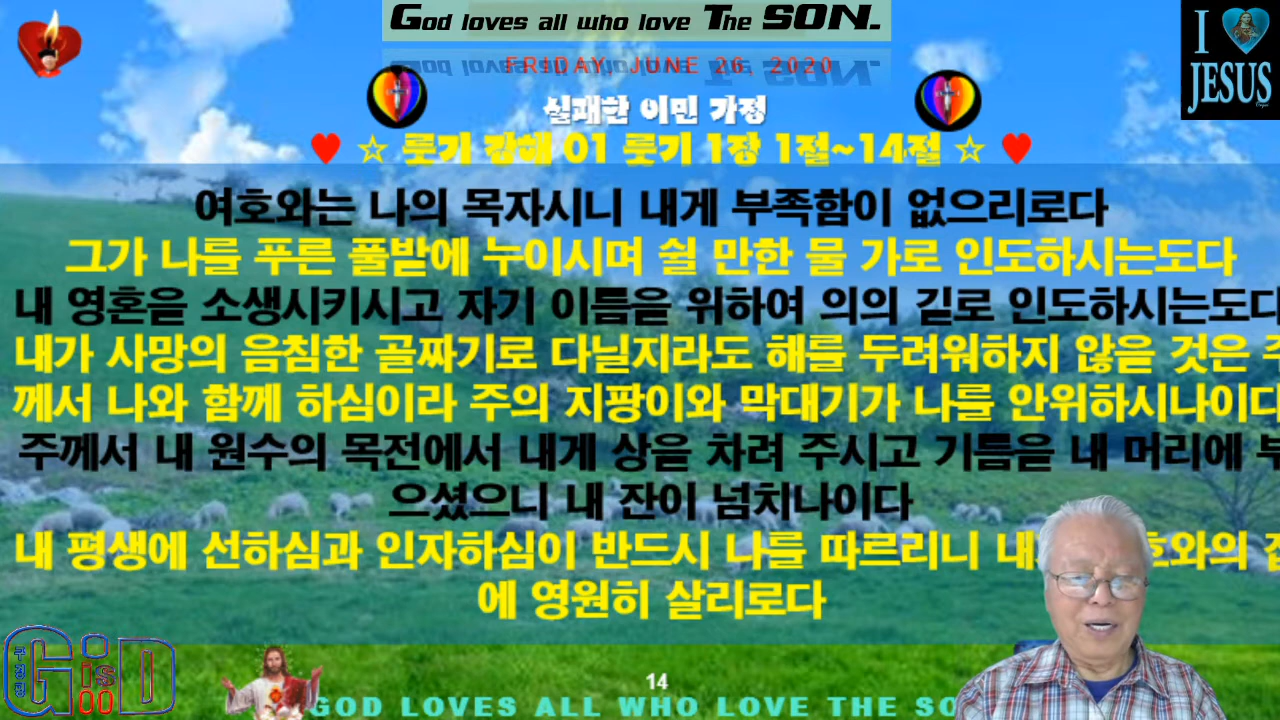 God loves all who love The SON.
I
JESUS
FRIDAY, JUNE 26, 2020
실패한 이민 가정
♥ ☆ 룻기 강해 01 룻기 1장 1절~14절 ☆ ♥
여호와는 나의 목자시니 내게 부족함이 없으리로다
그가 나를 푸른 풀밭에 누이시며 쉴 만한 물 가로 인도하시는도다
내 영혼을 소생시키시고 자기 이름을 위하여 의의 길로 인도하시는도다
내가 사망의 음침한 골짜기로 다닐지라도 해를 두려워하지 않을 것은 주
께서 나와 함께 하심이라 주의 지팡이와 막대기가 나를 안위하시나이다
주께서 내 원수의 목전에서 내게 상을 차려 주시고 기름을 내 머리에 부
으셨으니 내 잔이 넘치나이다
내 평생에 선하심과 인자하심이 반드시 나를 따르리니 내
에 영원히 살리로다
14
GOD LOVES ALL WHO LOVE THE SO